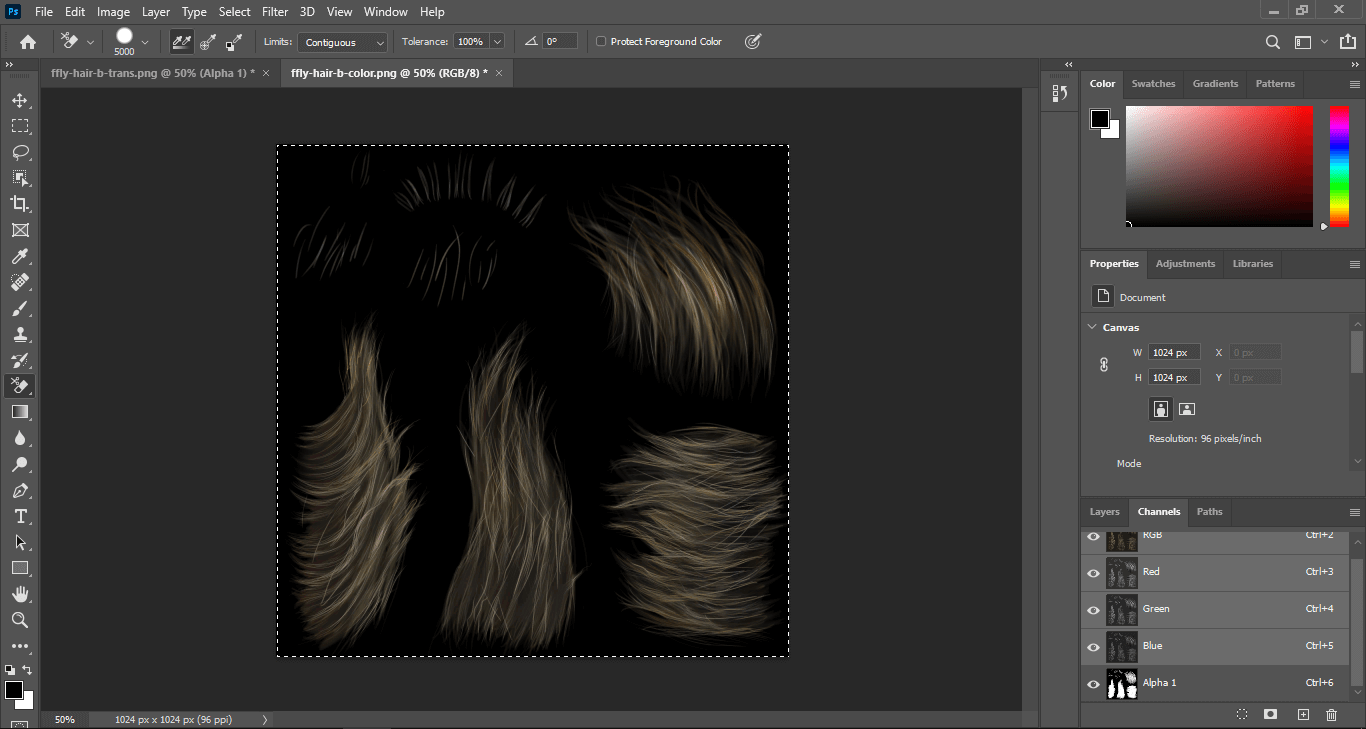 Ps File Edit Image Layer Type Select Filter 3D View Window Help
5000 Limits: Contiguous Tolerance: 100% 0° Protect Foreground Color
ffly-hair-b-trans.png @ 50% (Alpha 1) * × ffly-hair-b-color.png @ 50% (RGB/8) * ×
Color Swatches Gradients Patterns
Properties Adjustments Libraries
Document
Canvas
W 1024 px X 0 px
H 1024 px Y 0 px
Resolution: 96 pixels/inch
Mode
Layers Channels Paths
RGB Ctrl+2
Red Ctrl+3
Green Ctrl+4
Blue Ctrl+5
Alpha 1 Ctrl+6
50% 1024 px x 1024 px (96 ppi)